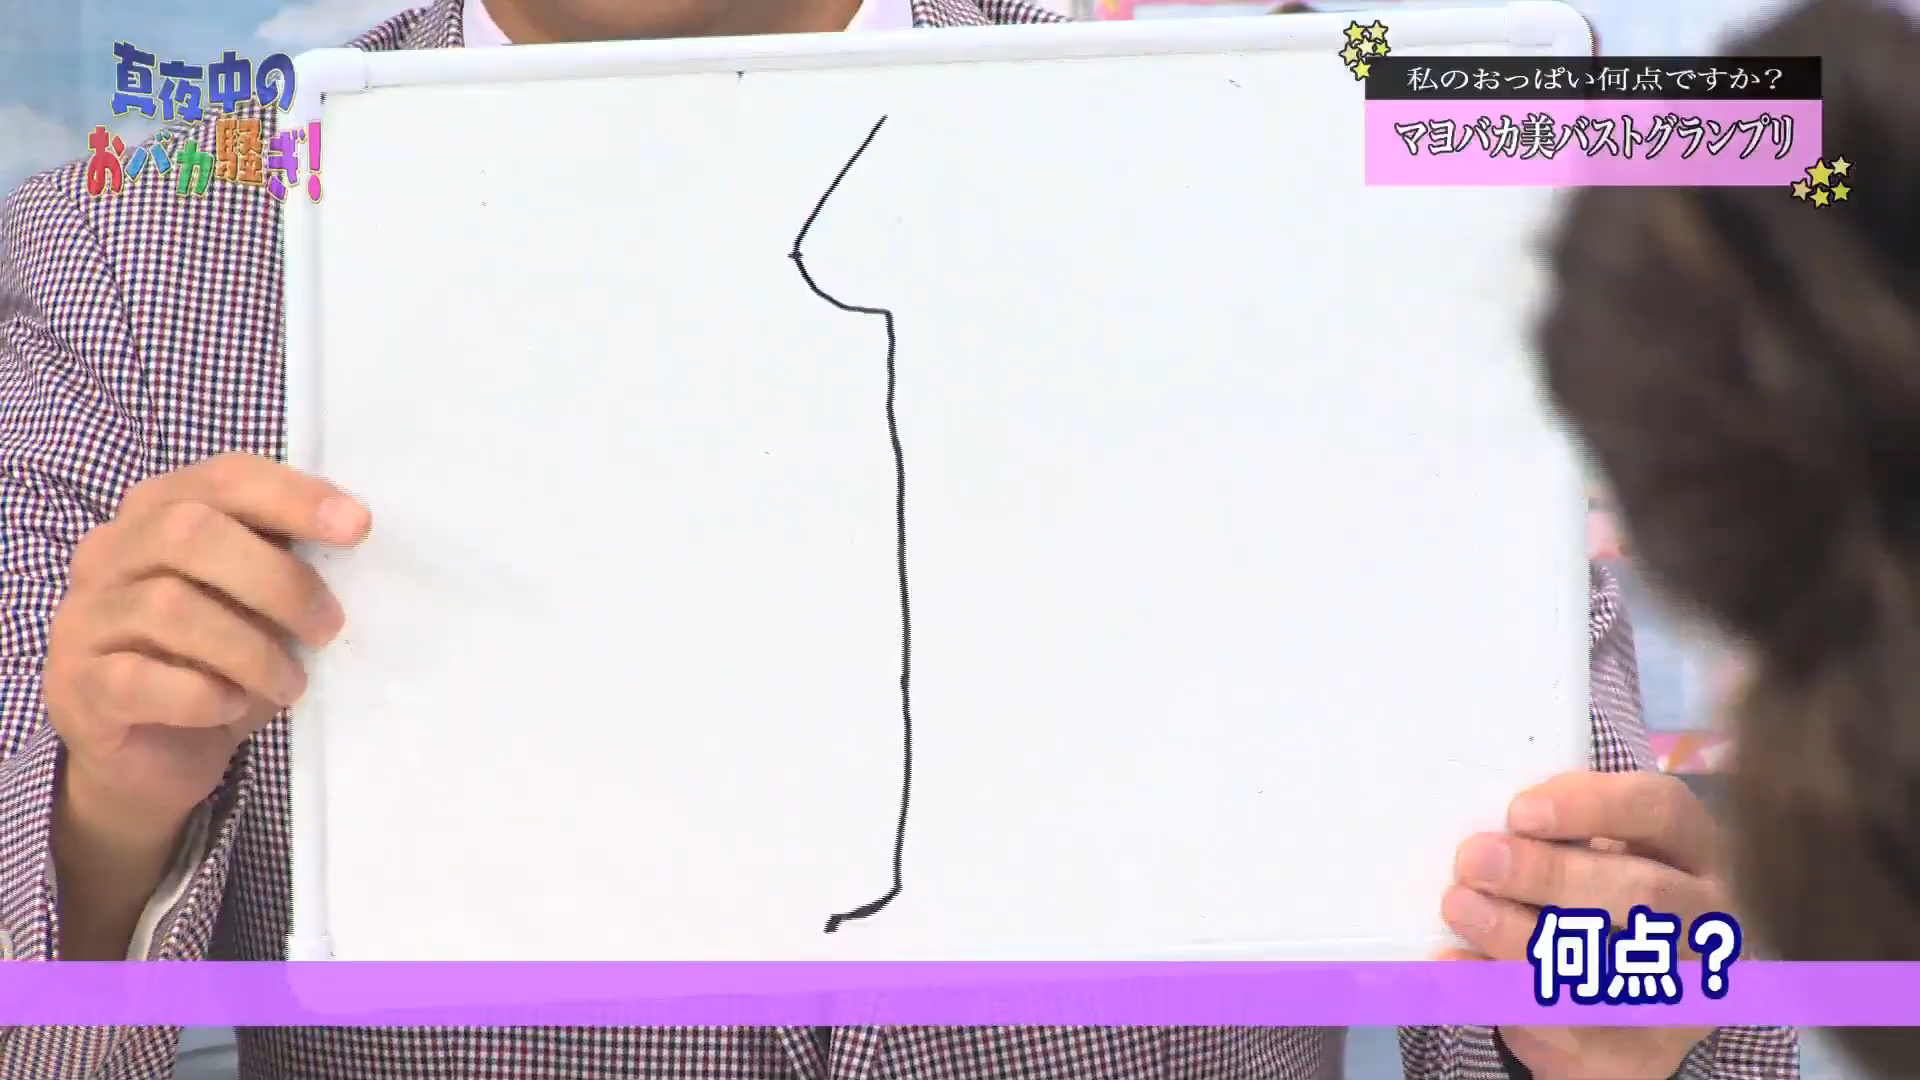 真夜中の
おバカ騒ぎ!
私のおっぱい何点ですか？
マヨバカ美バストグランプリ
何点？